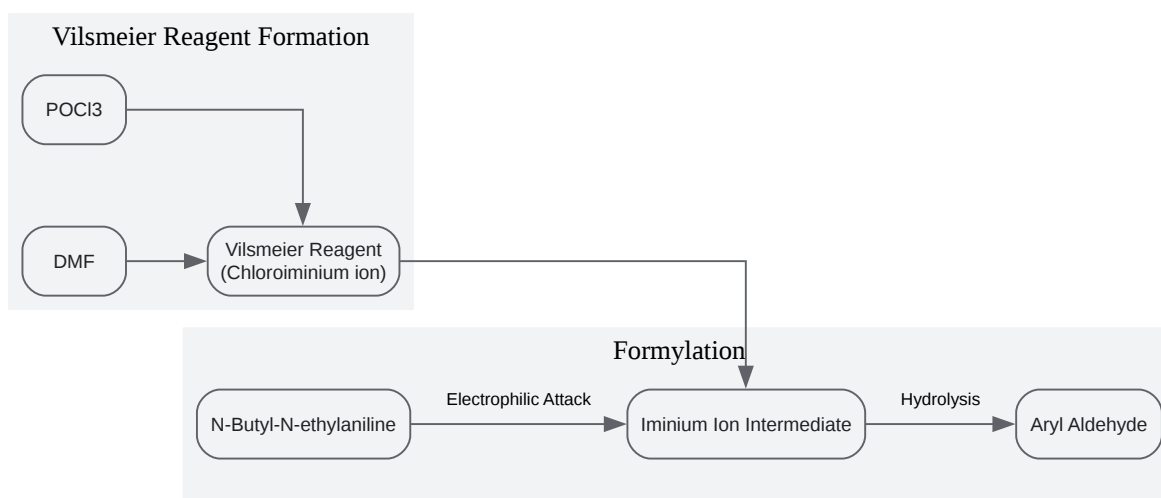 Vilsmeier Reagent Formation
POCl3
DMF
Vilsmeier Reagent
(Chloroiminium ion)
Formylation
N-Butyl-N-ethylaniline
Electrophilic Attack
Iminium Ion Intermediate
Hydrolysis
Aryl Aldehyde